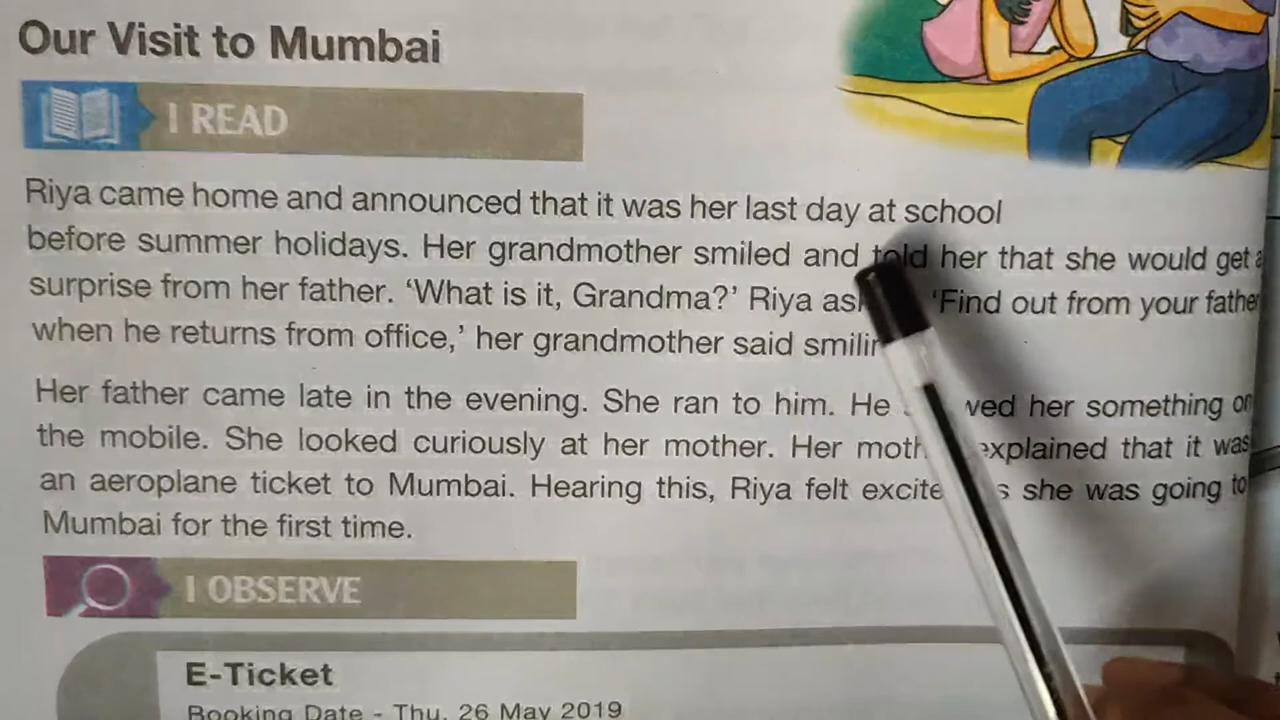 Our Visit to Mumbai
I READ
Riya came home and announced that it was her last day at school
before summer holidays. Her grandmother smiled and told her that she would get a
surprise from her father. ‘What is it, Grandma?’ Riya ‘Find out from your father
when he returns from office,’ her grandmother said
Her father came late in the evening. She ran to him. He her something on
the mobile. She looked curiously at her mother. Her explained that it was
an aeroplane ticket to Mumbai. Hearing this, Riya felt she was going to
Mumbai for the first time.
I OBSERVE
E-Ticket
Booking Date - Thu, 26 May 2019